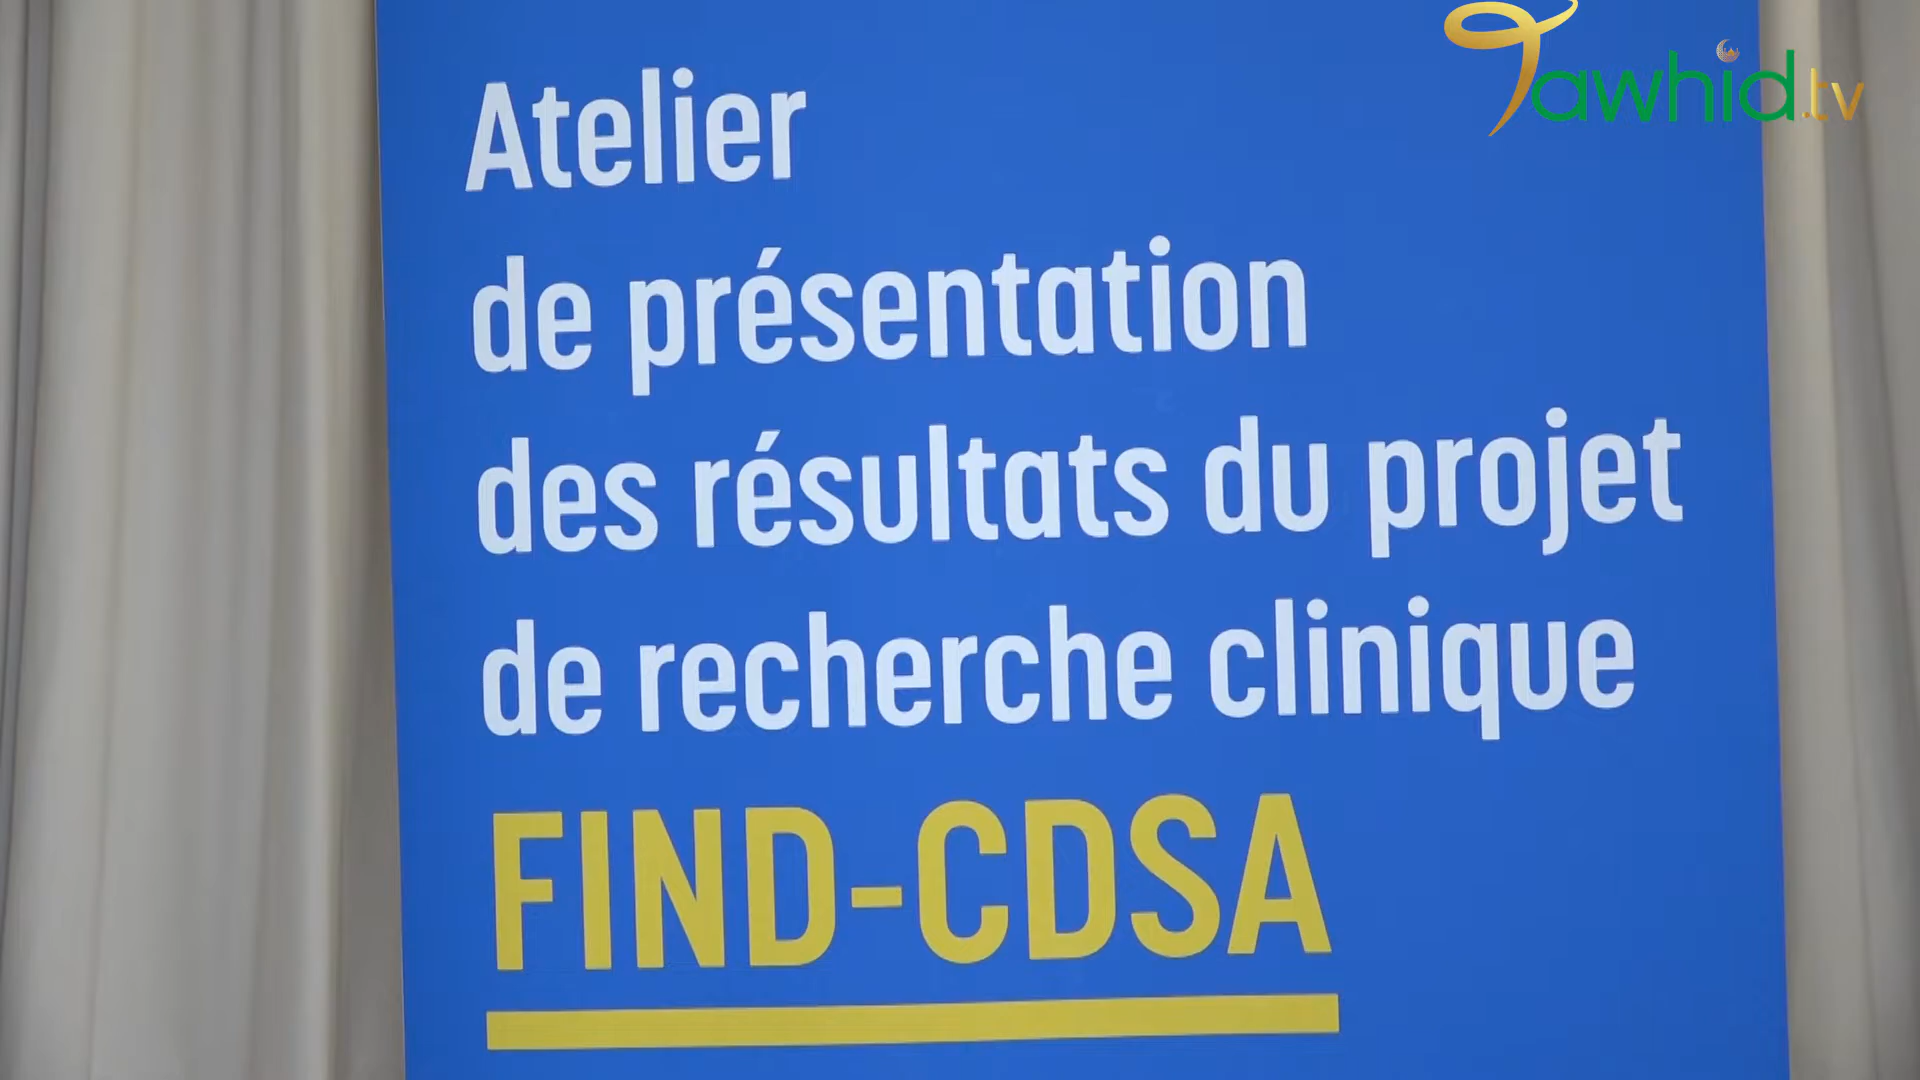 Tawhid.tv
Atelier
de présentation
des résultats du projet
de recherche clinique
FIND-CDSA